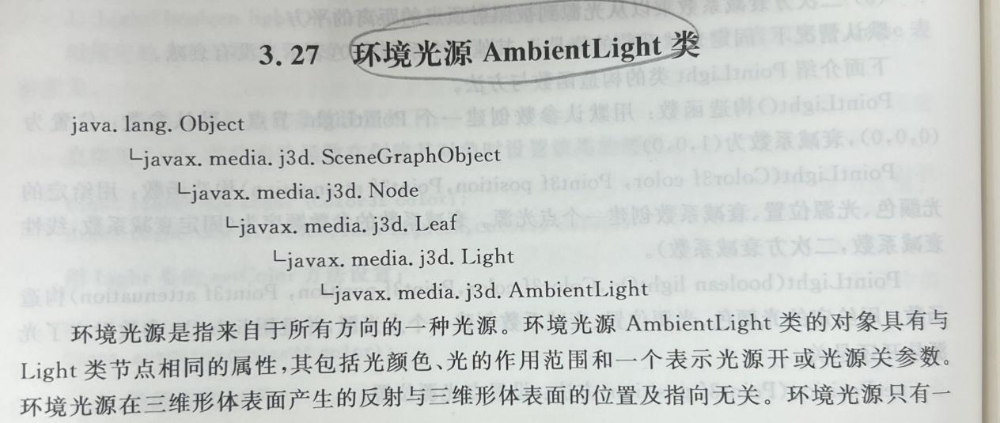 3.27 环境光源 AmbientLight 类
java. lang. Object
└javax. media. j3d. SceneGraphObject
└javax. media. j3d. Node
└javax. media. j3d. Leaf
└javax. media. j3d. Light
└javax. media. j3d. AmbientLight
环境光源是指来自于所有方向的一种光源。环境光源 AmbientLight 类的对象具有与
Light 类节点相同的属性,其包括光颜色、光的作用范围和一个表示光源开或光源关参数。
环境光源在三维形体表面产生的反射与三维形体表面的位置及指向无关。环境光源只有一